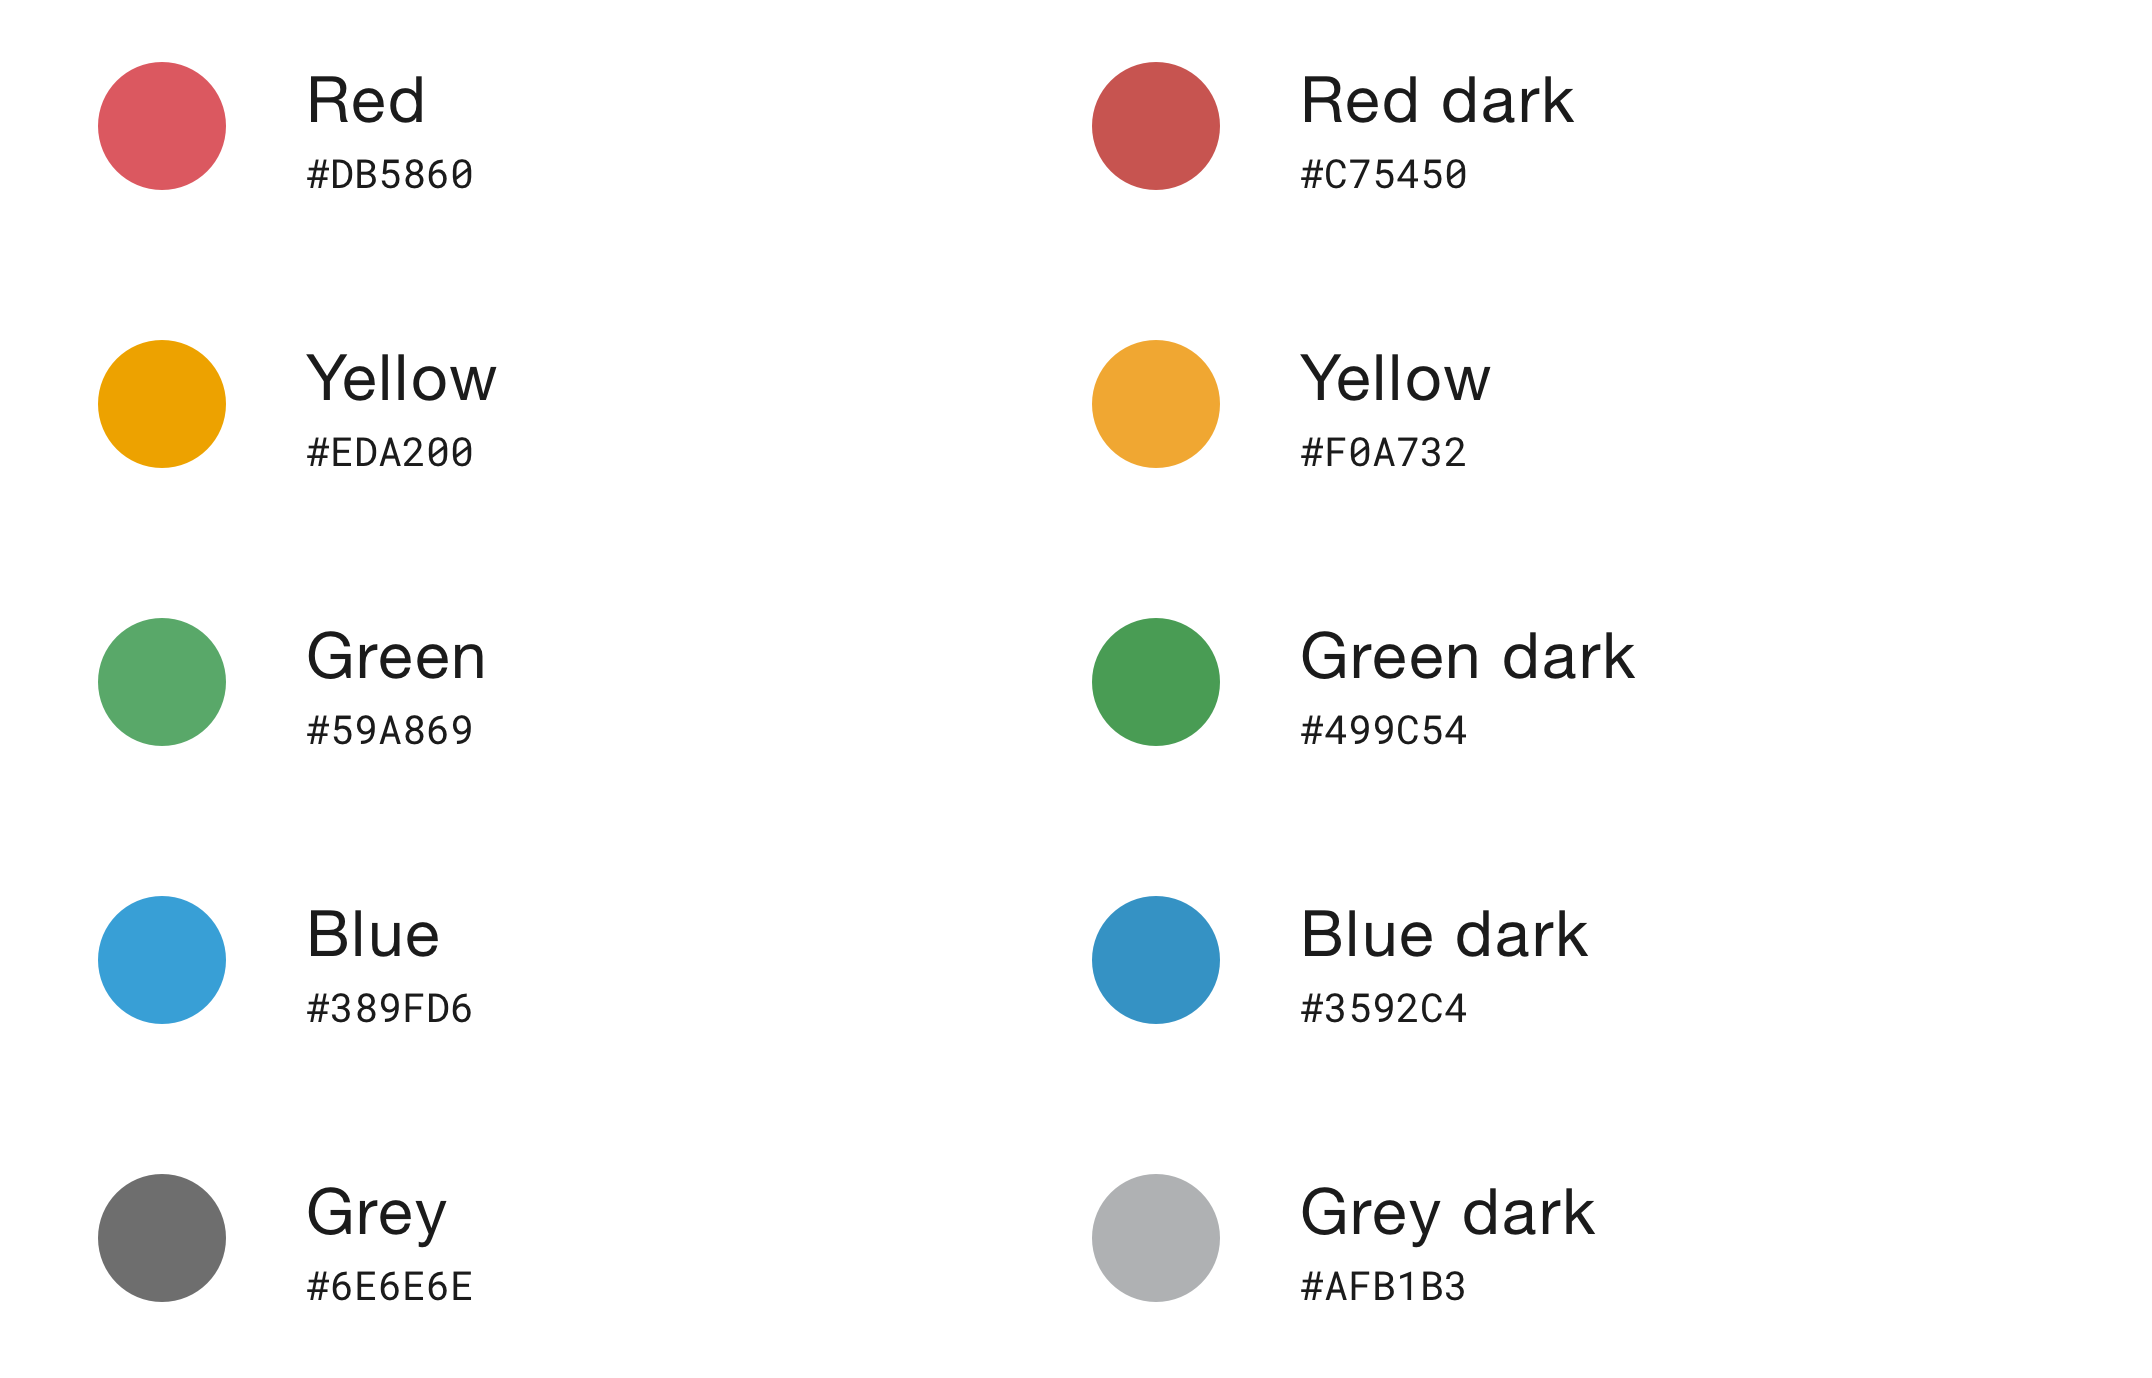 Red
#DB5860
Red dark
#C75450
Yellow
#EDA200
Yellow
#F0A732
Green
#59A869
Green dark
#499C54
Blue
#389FD6
Blue dark
#3592C4
Grey
#6E6E6E
Grey dark
#AFB1B3